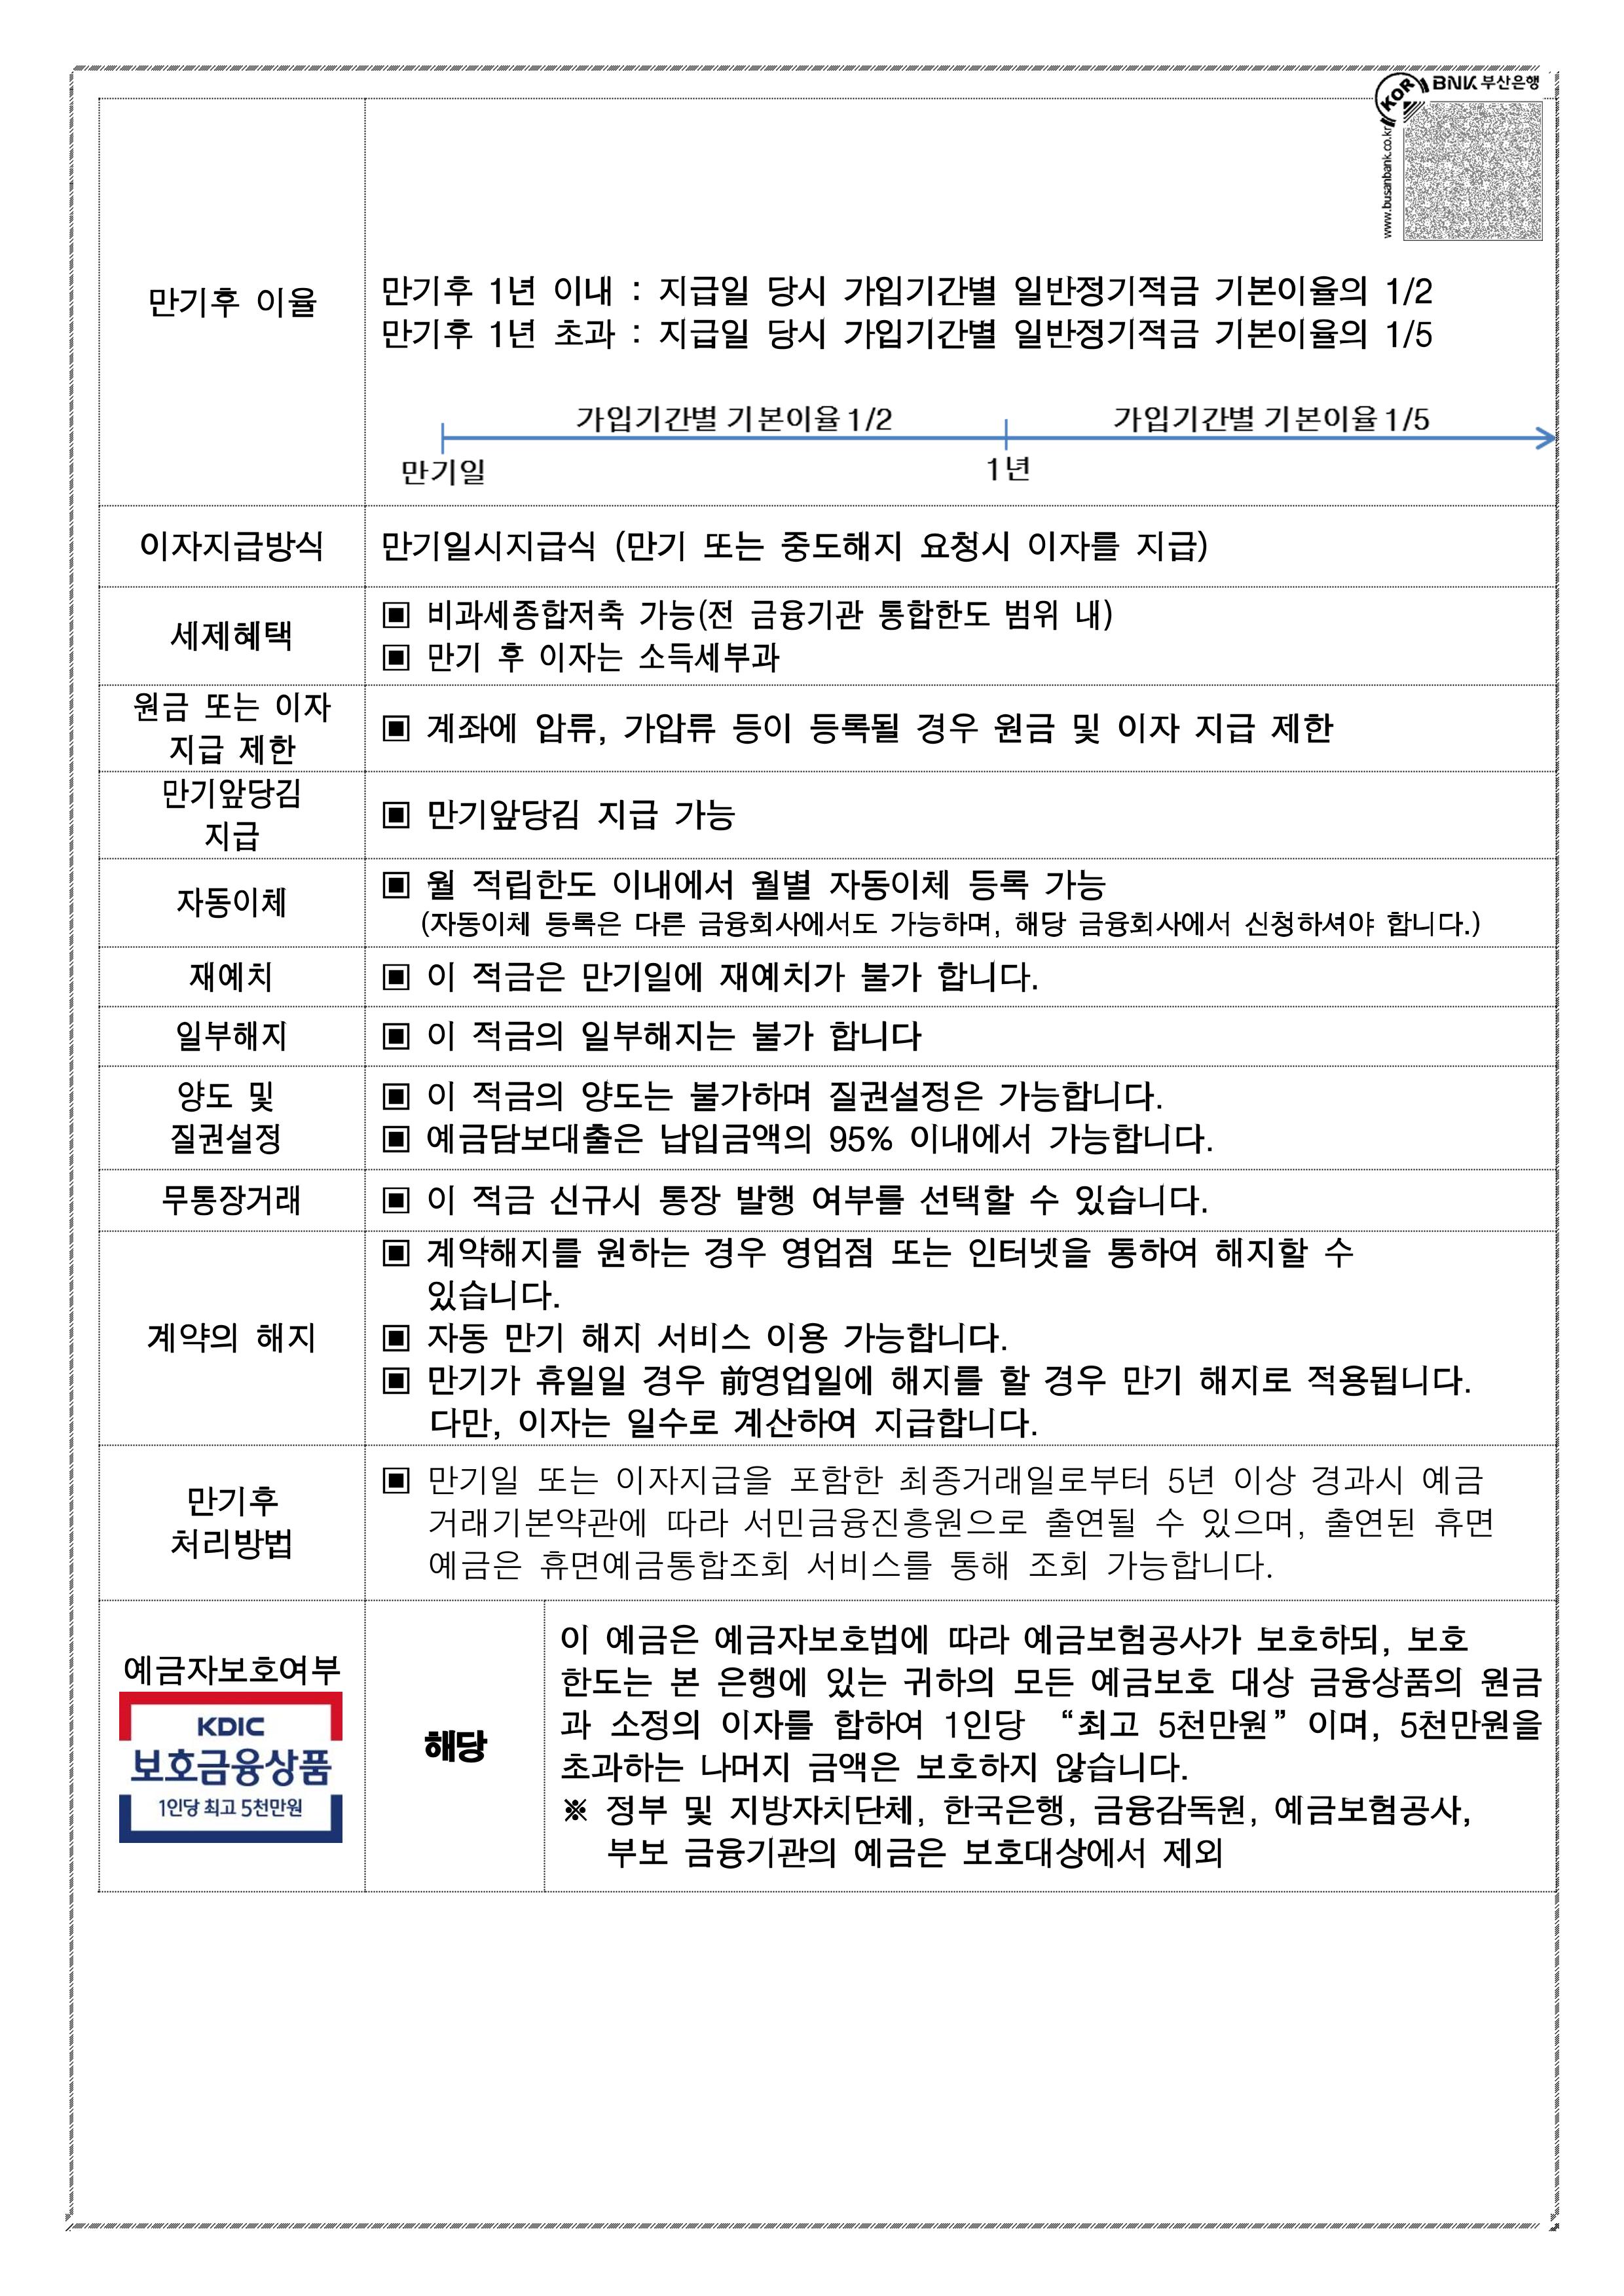 KOR BNK 부산은행
www.busanbank.co.kr
만기후 이율
만기후 1년 이내 : 지급일 당시 가입기간별 일반정기적금 기본이율의 1/2
만기후 1년 초과 : 지급일 당시 가입기간별 일반정기적금 기본이율의 1/5
가입기간별 기본이율 1/2 가입기간별 기본이율 1/5
만기일 1년
이자지급방식 만기일시지급식 (만기 또는 중도해지 요청시 이자를 지급)
세제혜택
▣ 비과세종합저축 가능(전 금융기관 통합한도 범위 내)
▣ 만기 후 이자는 소득세부과
원금 또는 이자
지급 제한
▣ 계좌에 압류, 가압류 등이 등록될 경우 원금 및 이자 지급 제한
만기앞당김
지급
▣ 만기앞당김 지급 가능
자동이체
▣ 월 적립한도 이내에서 월별 자동이체 등록 가능
(자동이체 등록은 다른 금융회사에서도 가능하며, 해당 금융회사에서 신청하셔야 합니다.)
재예치 ▣ 이 적금은 만기일에 재예치가 불가 합니다.
일부해지 ▣ 이 적금의 일부해지는 불가 합니다
양도 및
질권설정
▣ 이 적금의 양도는 불가하며 질권설정은 가능합니다.
▣ 예금담보대출은 납입금액의 95% 이내에서 가능합니다.
무통장거래 ▣ 이 적금 신규시 통장 발행 여부를 선택할 수 있습니다.
계약의 해지
▣ 계약해지를 원하는 경우 영업점 또는 인터넷을 통하여 해지할 수
있습니다.
▣ 자동 만기 해지 서비스 이용 가능합니다.
▣ 만기가 휴일일 경우 前영업일에 해지를 할 경우 만기 해지로 적용됩니다.
다만, 이자는 일수로 계산하여 지급합니다.
만기후
처리방법
▣ 만기일 또는 이자지급을 포함한 최종거래일로부터 5년 이상 경과시 예금
거래기본약관에 따라 서민금융진흥원으로 출연될 수 있으며, 출연된 휴면
예금은 휴면예금통합조회 서비스를 통해 조회 가능합니다.
예금자보호여부
KDIC
보호금융상품
1인당 최고 5천만원
해당
이 예금은 예금자보호법에 따라 예금보험공사가 보호하되, 보호
한도는 본 은행에 있는 귀하의 모든 예금보호 대상 금융상품의 원금
과 소정의 이자를 합하여 1인당 “최고 5천만원” 이며, 5천만원을
초과하는 나머지 금액은 보호하지 않습니다.
※ 정부 및 지방자치단체, 한국은행, 금융감독원, 예금보험공사,
부보 금융기관의 예금은 보호대상에서 제외